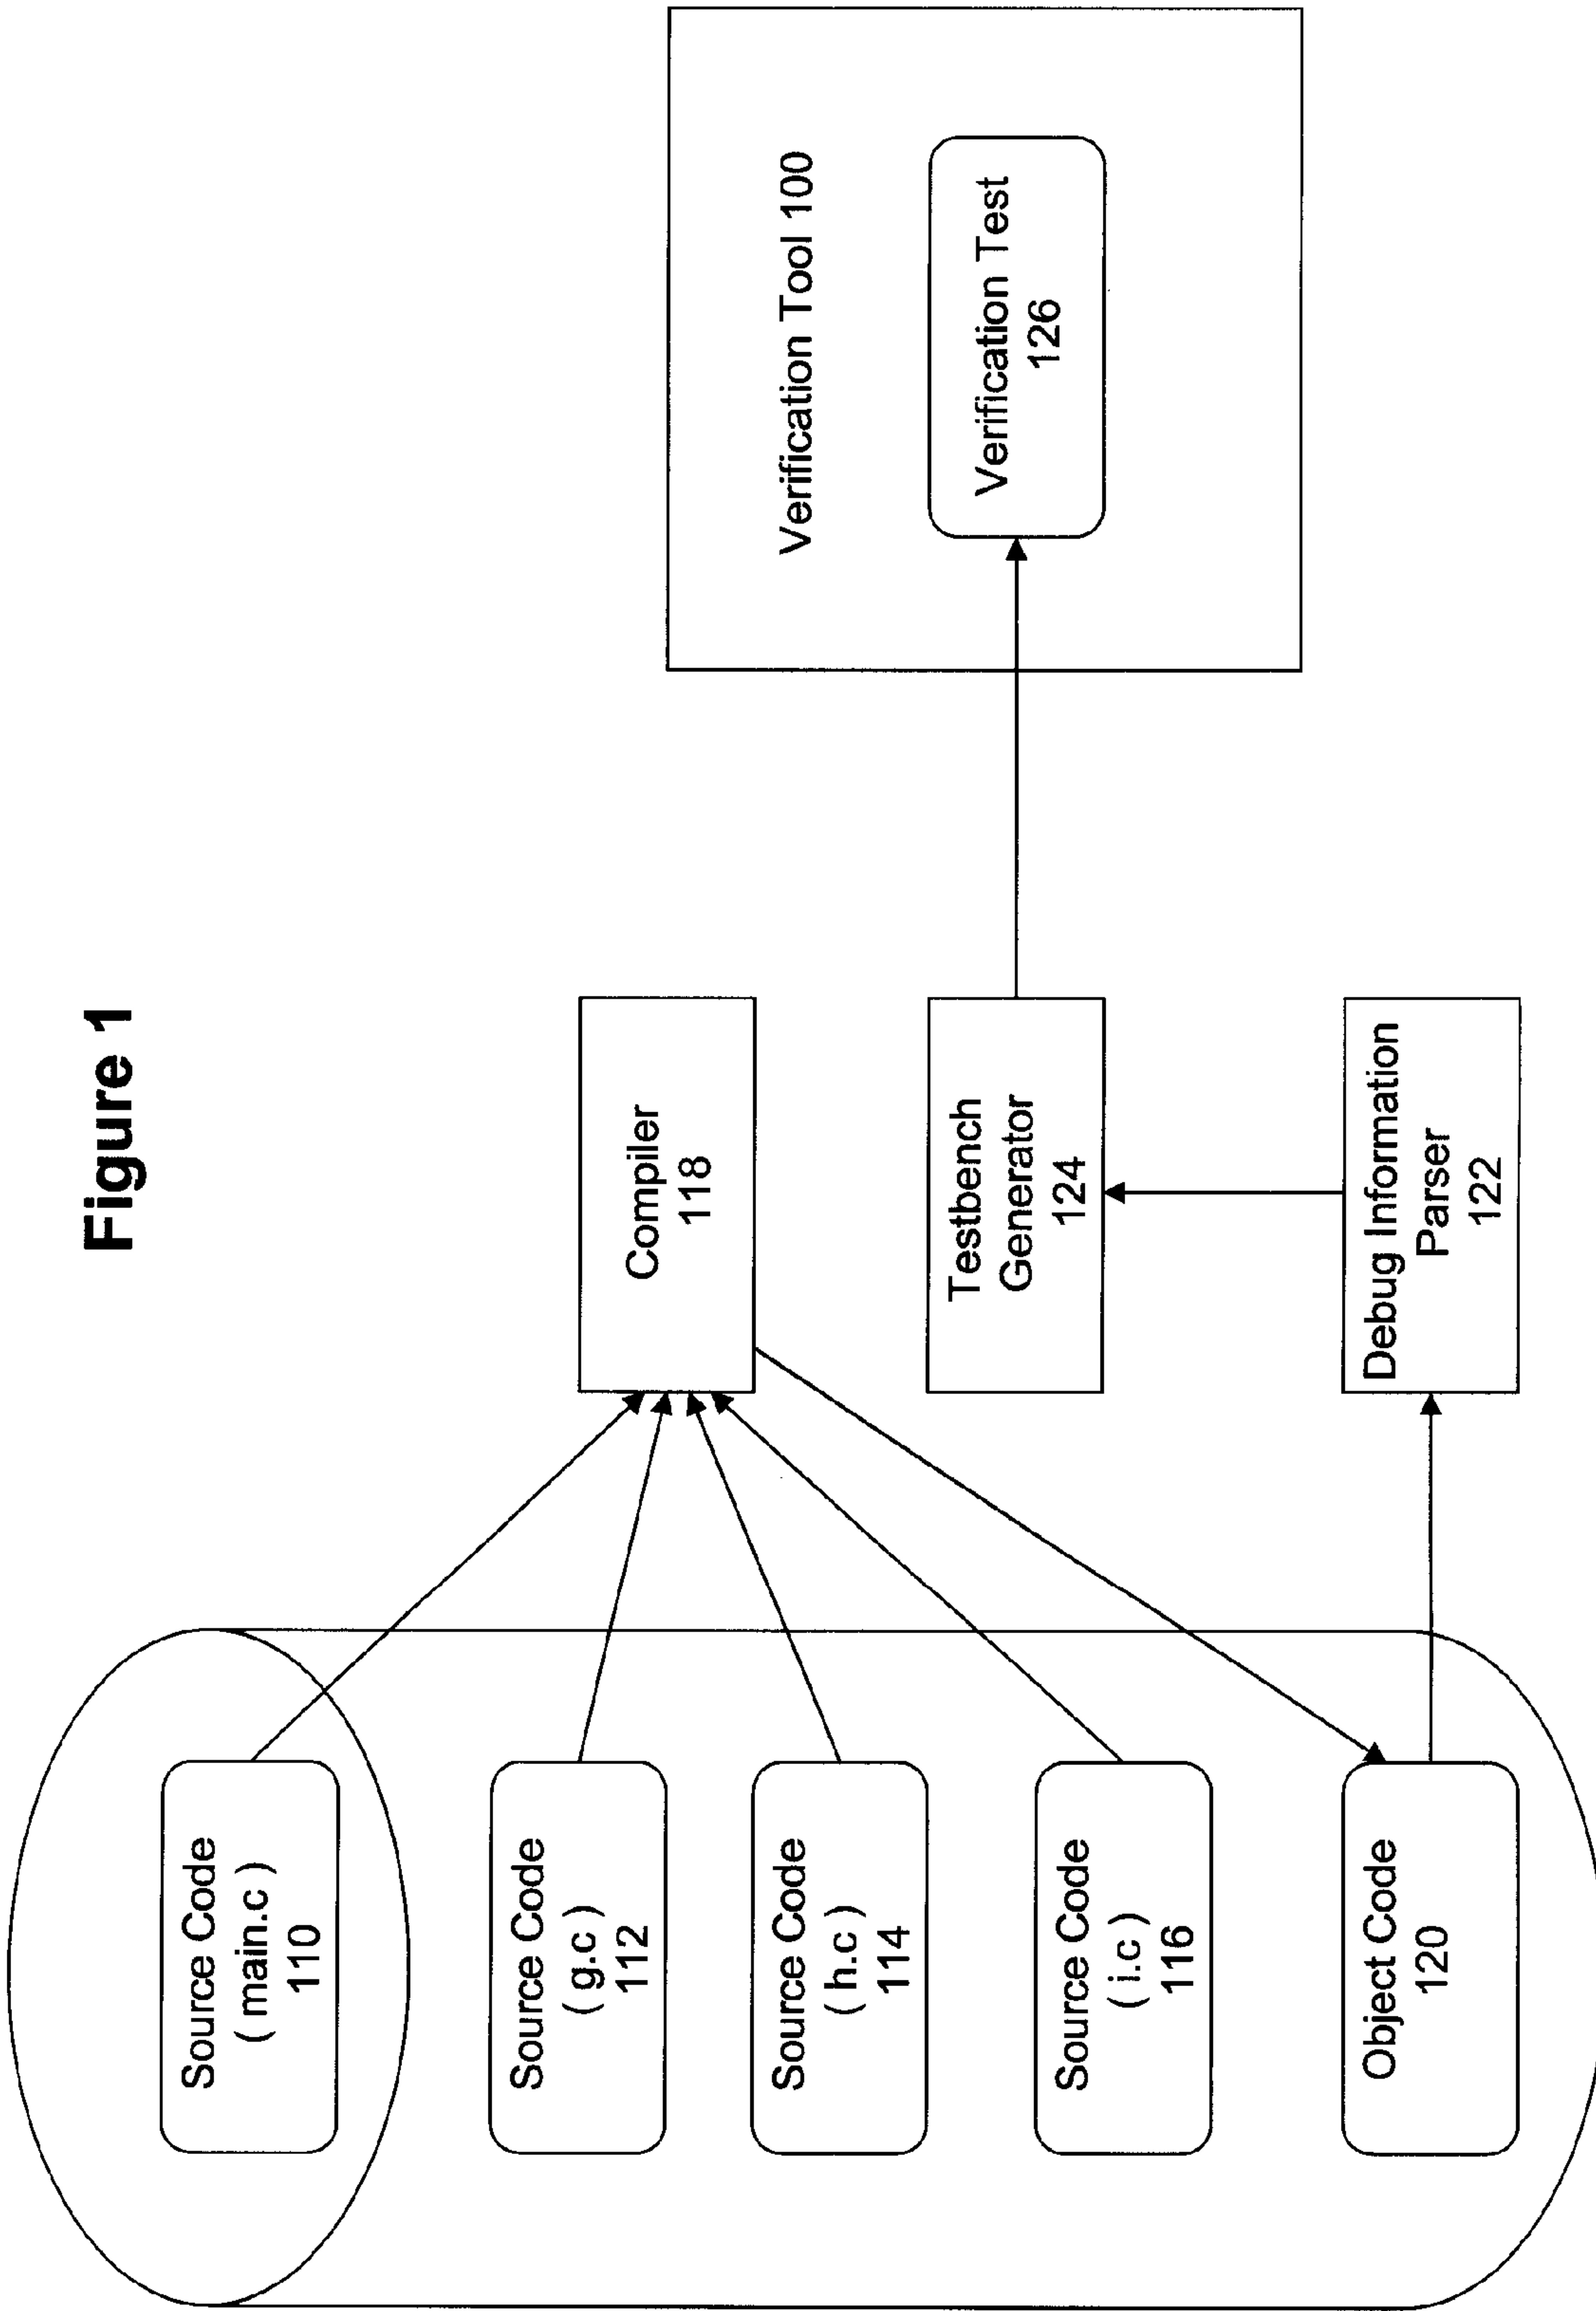 Figure 1
Source Code
( main.c )
110
Source Code
( g.c )
112
Source Code
( h.c )
114
Source Code
( i.c )
116
Object Code
120
Compiler
118
Testbench
Generator
124
Debug Information
Parser
122
Verification Tool 100
Verification Test
126